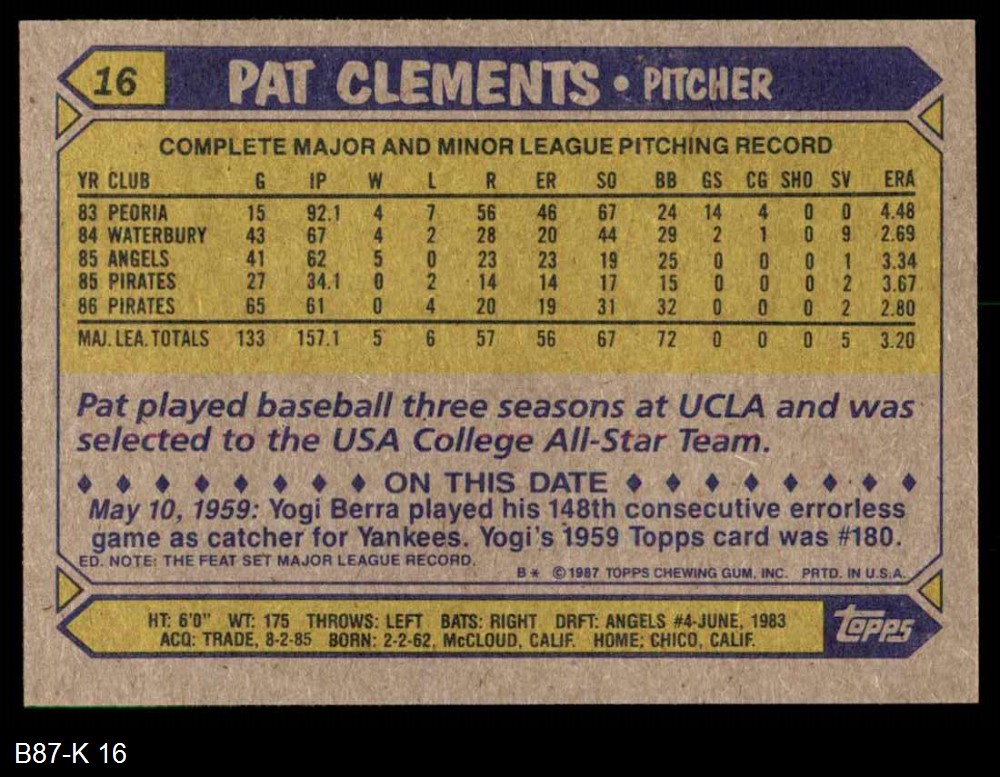 16 PAT CLEMENTS • PITCHER
COMPLETE MAJOR AND MINOR LEAGUE PITCHING RECORD
YR CLUB G IP W L R ER SO BB GS CG SHO SV ERA
83 PEORIA 15 92.1 4 7 56 46 67 24 14 4 0 0 4.48
84 WATERBURY 43 67 4 2 28 20 44 29 2 1 0 9 2.69
85 ANGELS 41 62 5 0 23 23 19 25 0 0 0 1 3.34
85 PIRATES 27 34.1 0 2 14 14 17 15 0 0 0 2 3.67
86 PIRATES 65 61 0 4 20 19 31 32 0 0 0 2 2.80
MAJ. LEA. TOTALS 133 157.1 5 6 57 56 67 72 0 0 0 5 3.20
Pat played baseball three seasons at UCLA and was
selected to the USA College All-Star Team.
♦ ♦ ♦ ♦ ♦ ♦ ♦ ♦ ON THIS DATE ♦ ♦ ♦ ♦ ♦ ♦ ♦ ♦
May 10, 1959: Yogi Berra played his 148th consecutive errorless
game as catcher for Yankees. Yogi's 1959 Topps card was #180.
ED. NOTE: THE FEAT SET MAJOR LEAGUE RECORD.
B* © 1987 TOPPS CHEWING GUM, INC. PRTD. IN U.S.A.
HT: 6'0" WT: 175 THROWS: LEFT BATS: RIGHT DRFT: ANGELS #4-JUNE, 1983
ACQ: TRADE, 8-2-85 BORN: 2-2-62, McCLOUD, CALIF. HOME: CHICO, CALIF.
Topps
B87-K 16